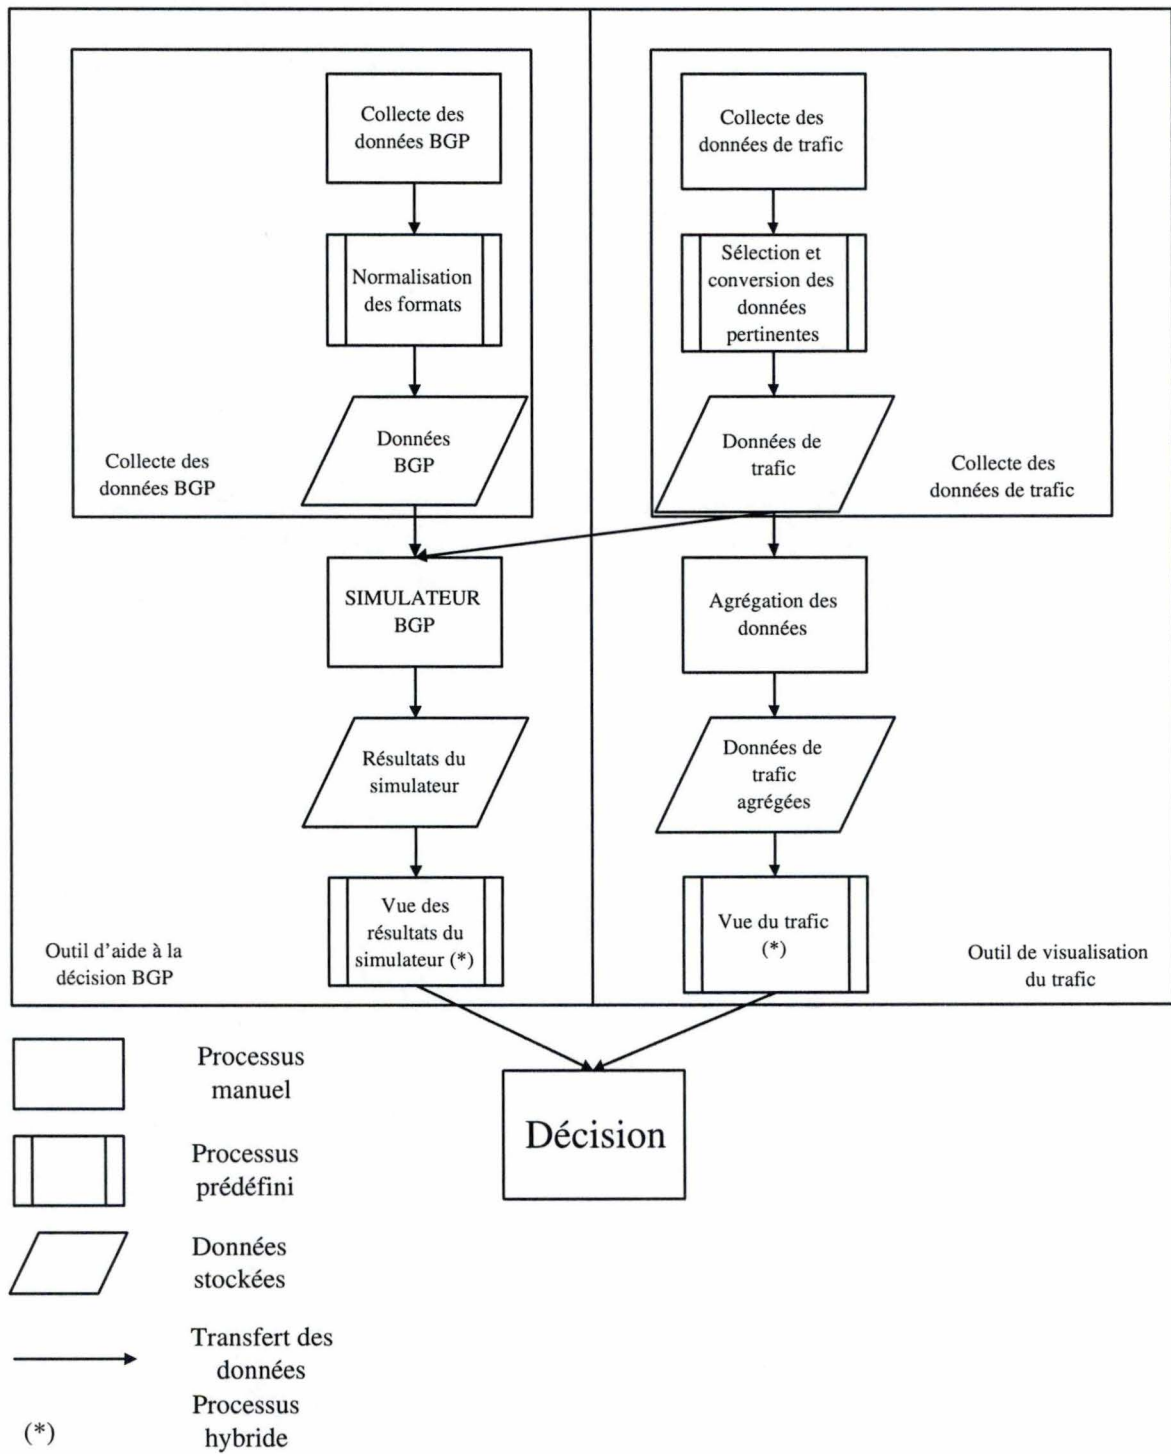 Collecte des
données BGP
Normalisation
des formats
Données
BGP
Collecte des
données BGP
SIMULATEUR
BGP
Résultats du
simulateur
Vue des
résultats du
simulateur (*)
Outil d'aide à la
décision BGP
Collecte des
données de trafic
Sélection et
conversion des
données
pertinentes
Données de
trafic
Collecte des
données de trafic
Agrégation des
données
Données de
trafic
agrégées
Vue du trafic
(*)
Outil de visualisation
du trafic
Décision
Processus
manuel
Processus
prédéfini
Données
stockées
Transfert des
données
(*)
Processus
hybride